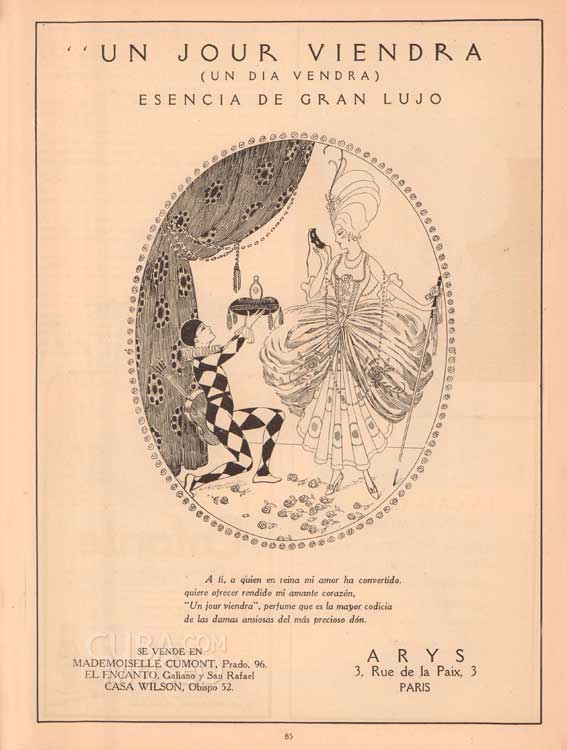 “UN JOUR VIENDRA
(UN DIA VENDRA)
ESENCIA DE GRAN LUJO
A ti, a quien en reina mi amor ha convertido.
quiere ofrecer rendido mi amante corazón,
"Un jour viendra", perfume que es la mayor codicia
de las damas ansiosas del más precioso dón.
SE VENDE EN
MADEMOISELLE CUMONT, Prado, 96.
EL ENCANTO, Galiano y San Rafael
CASA WILSON, Obispo 52.
ARYS
3, Rue de la Paix, 3
PARIS
CUBA.COM
85